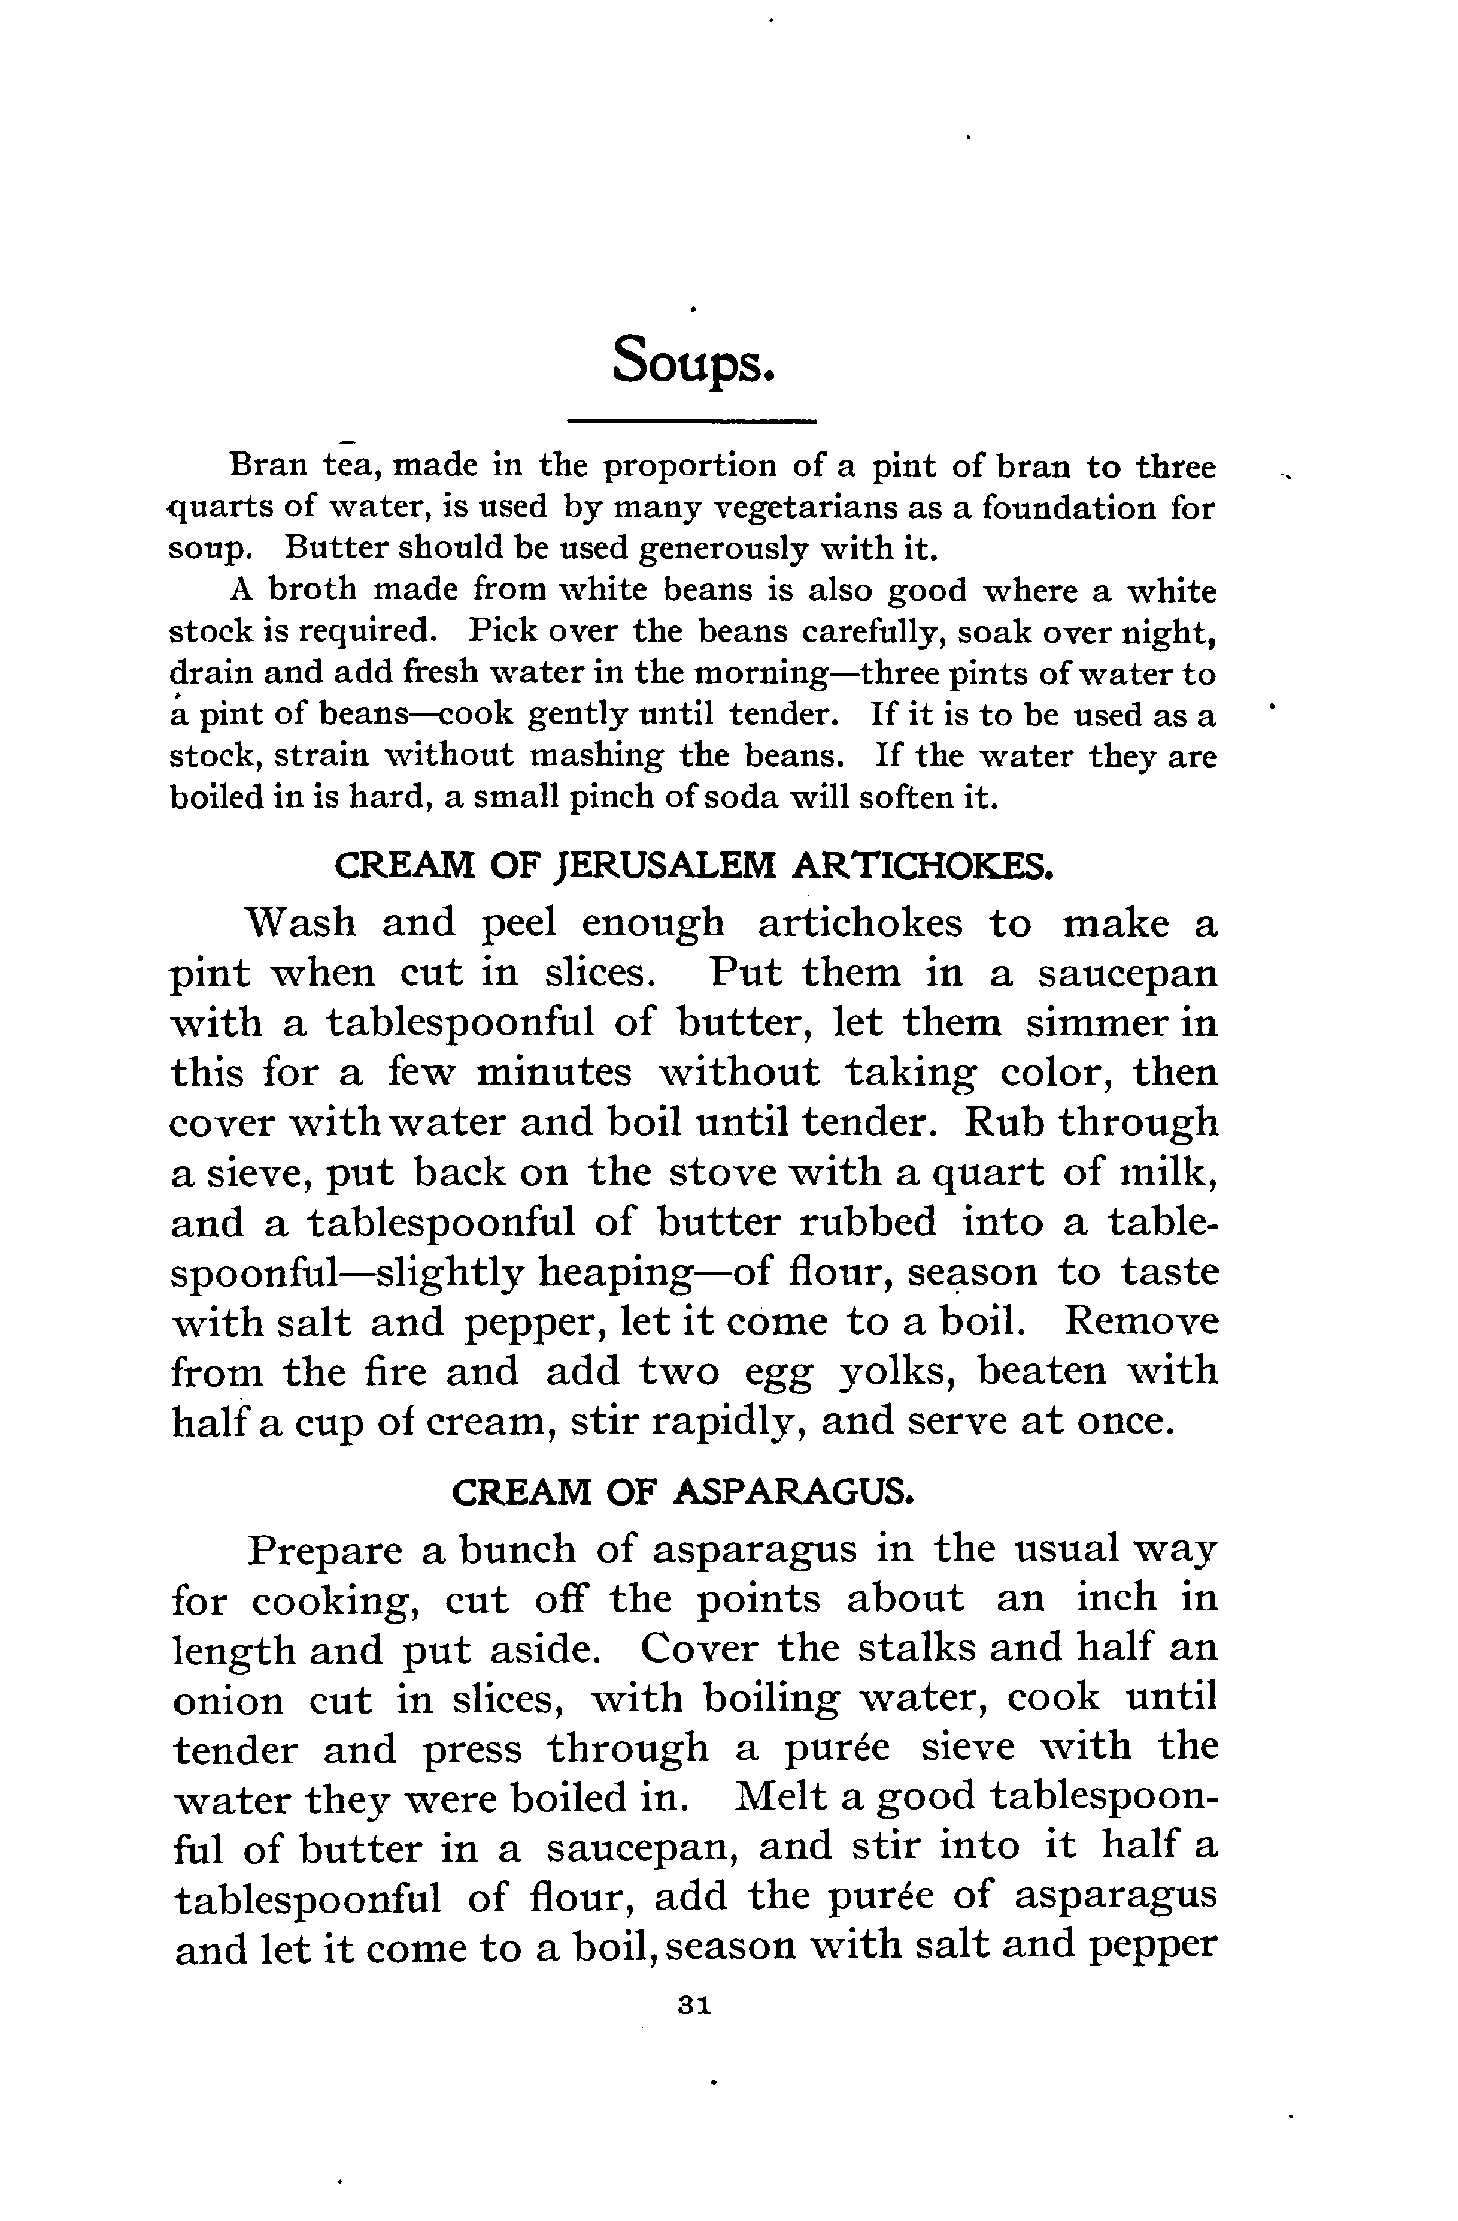 Soups.
Bran tea, made in the proportion of a pint of bran to three
quarts of water, is used by many vegetarians as a foundation for
soup. Butter should be used generously with it.
A broth made from white beans is also good where a white
stock is required. Pick over the beans carefully, soak over night,
drain and add fresh water in the morning—three pints of water to
a pint of beans—cook gently until tender. If it is to be used as a
stock, strain without mashing the beans. If the water they are
boiled in is hard, a small pinch of soda will soften it.
CREAM OF JERUSALEM ARTICHOKES.
Wash and peel enough artichokes to make a
pint when cut in slices. Put them in a saucepan
with a tablespoonful of butter, let them simmer in
this for a few minutes without taking color, then
cover with water and boil until tender. Rub through
a sieve, put back on the stove with a quart of milk,
and a tablespoonful of butter rubbed into a table-
spoonful—slightly heaping—of flour, season to taste
with salt and pepper, let it come to a boil. Remove
from the fire and add two egg yolks, beaten with
half a cup of cream, stir rapidly, and serve at once.
CREAM OF ASPARAGUS.
Prepare a bunch of asparagus in the usual way
for cooking, cut off the points about an inch in
length and put aside. Cover the stalks and half an
onion cut in slices, with boiling water, cook until
tender and press through a purée sieve with the
water they were boiled in. Melt a good tablespoon-
ful of butter in a saucepan, and stir into it half a
tablespoonful of flour, add the purée of asparagus
and let it come to a boil, season with salt and pepper
31